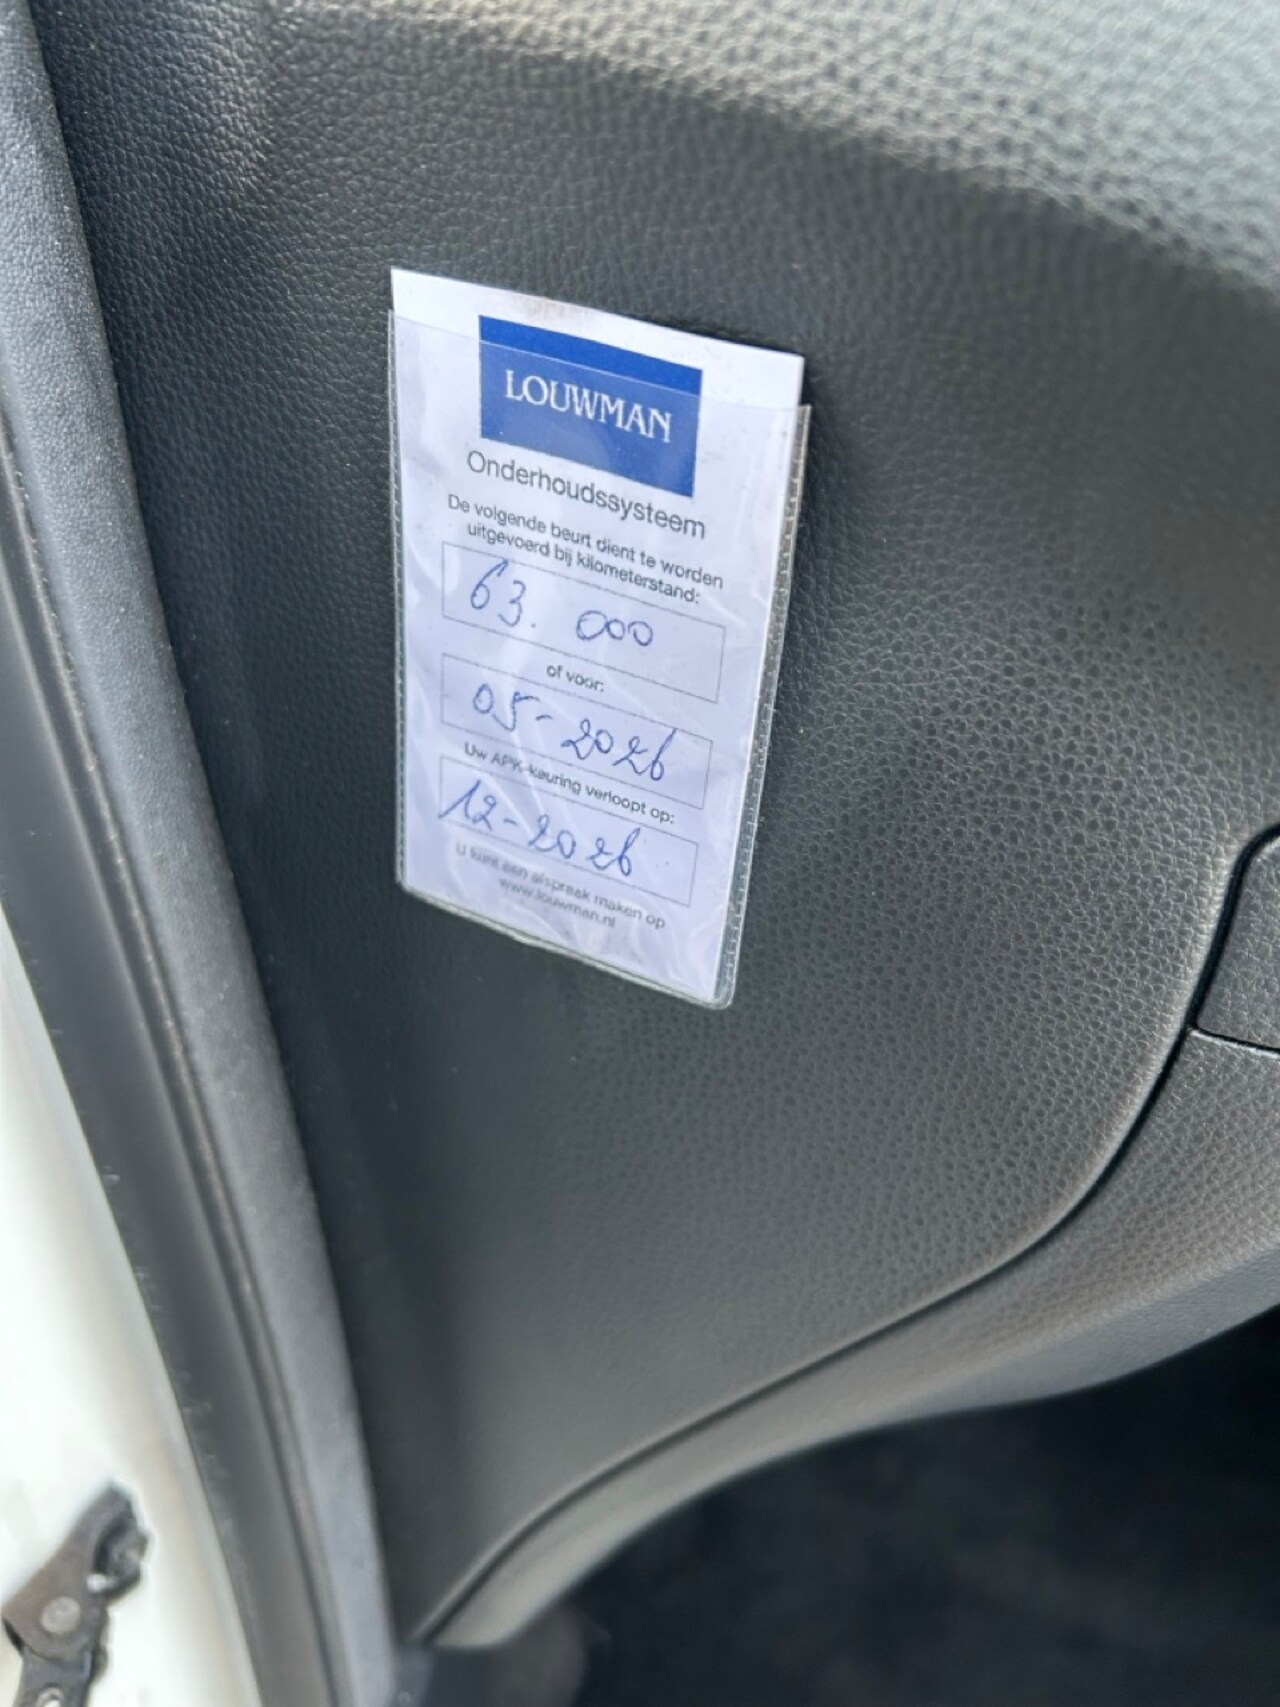 LOUWMAN
Onderhoudssysteem
De volgende beurt dient te worden
uitgevoerd bij kilometerstand:
63. 000
of voor:
05-2026
Uw APK-keuring verloopt op:
12-2026
U kunt een afspraak maken op
www.louwman.nl